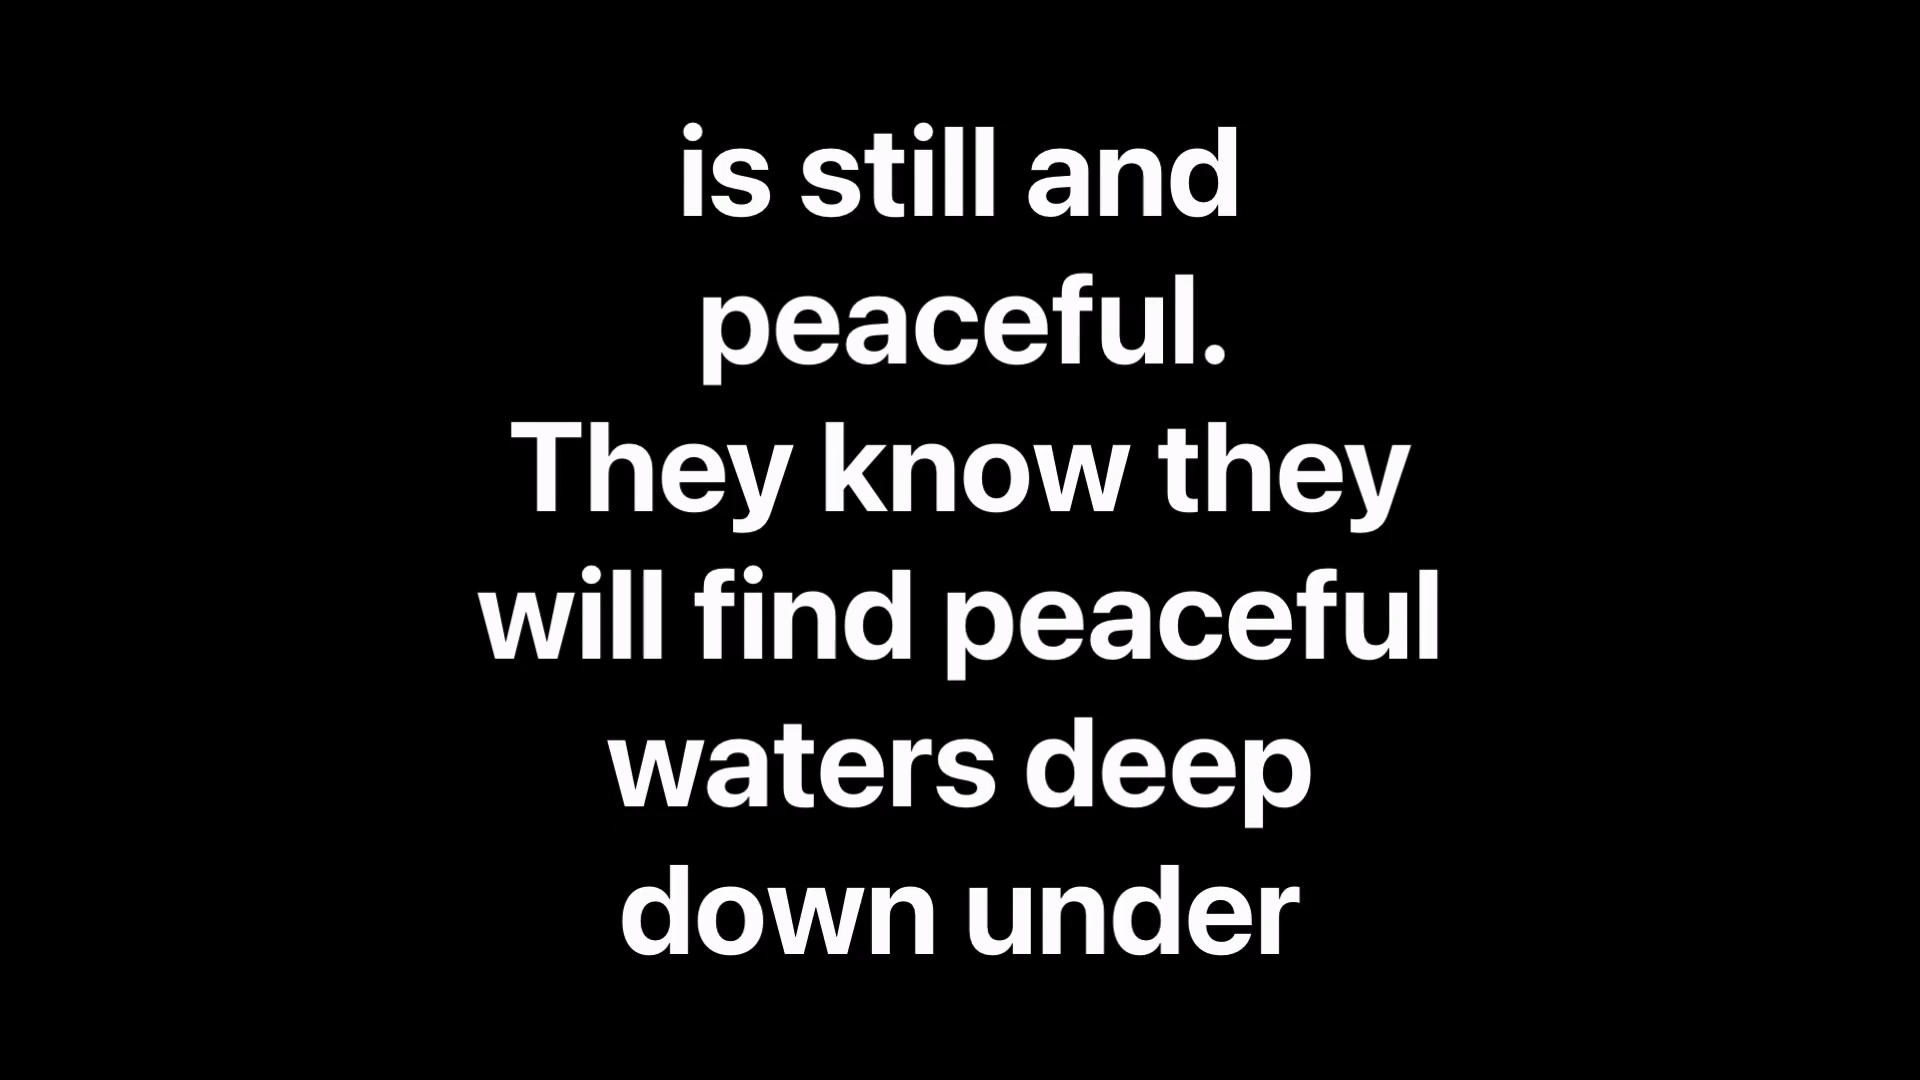 is still and
peaceful.
They know they
will find peaceful
waters deep
down under